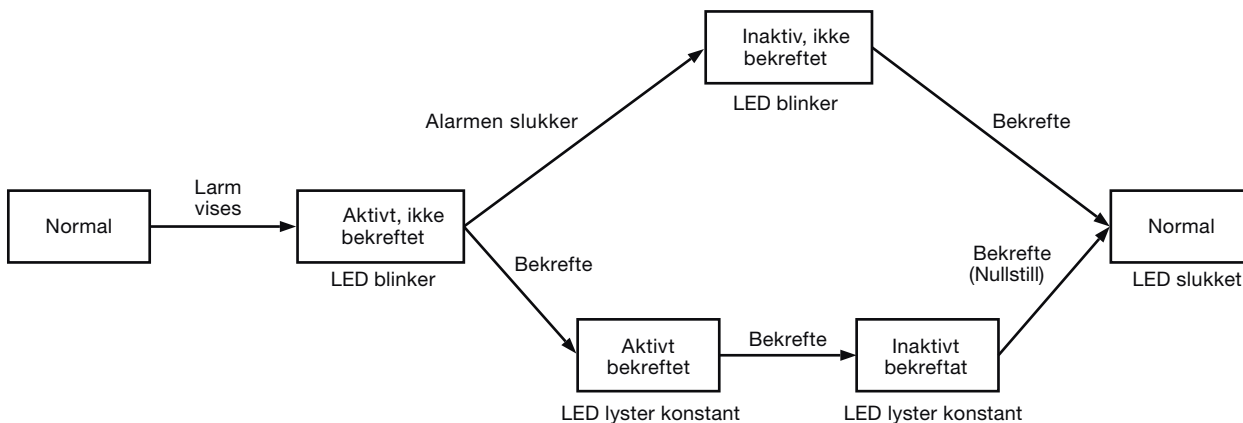 Normal
Larm
vises
Aktivt, ikke
bekreftet
LED blinker
Alarmen slukker
Inaktiv, ikke
bekreftet
LED blinker
Bekrefte
Bekrefte
Aktivt
bekreftet
LED lyster konstant
Bekrefte
Inaktivt
bekreftat
LED lyster konstant
Bekrefte
(Nullstill)
Normal
LED slukket